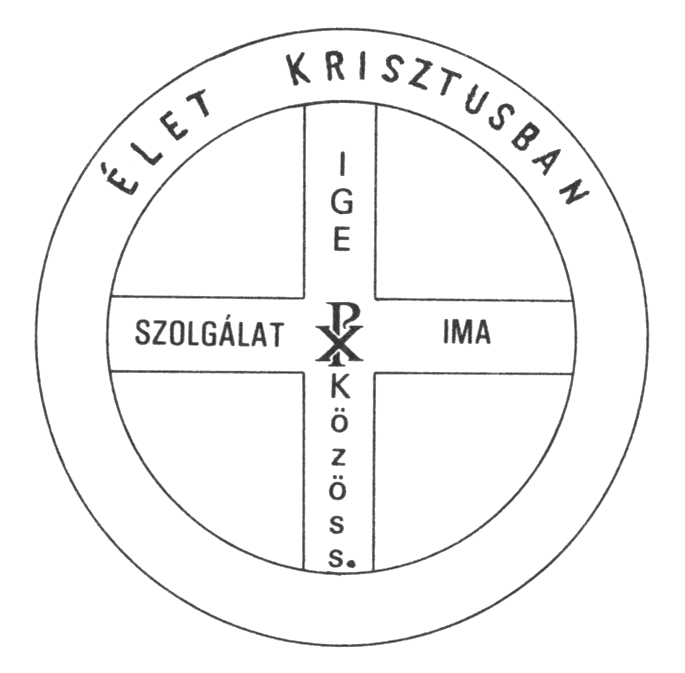 ÉLET KRISZTUSBAN
IGE
SZOLGÁLAT
IMA
Közöss.